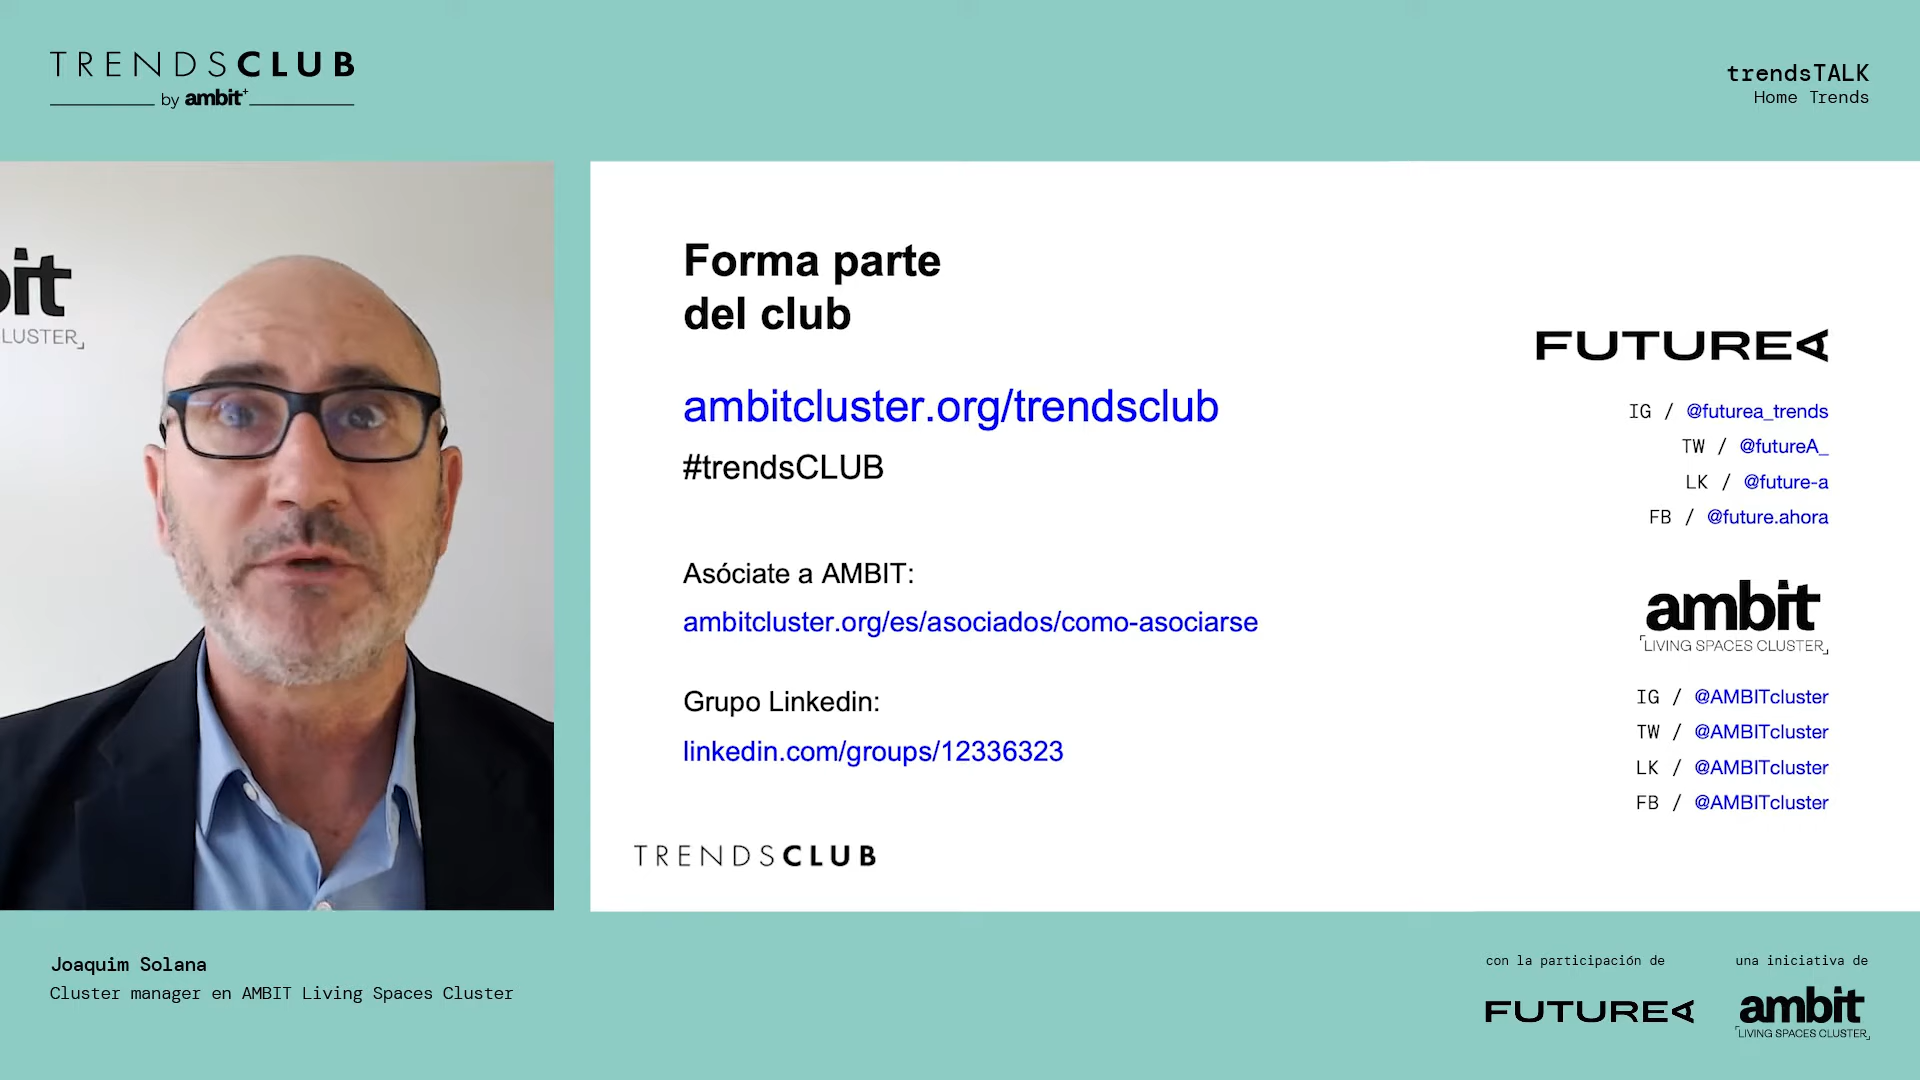 TRENDSCLUB
by ambit+
trendsTALK
Home Trends
bit
LUSTER
Forma parte
del club
ambitcluster.org/trendsclub
#trendsCLUB
Asóciate a AMBIT:
ambitcluster.org/es/asociados/como-asociarse
Grupo Linkedin:
linkedin.com/groups/12336323
TRENDSCLUB
FUTUREA
IG / @futurea_trends
TW / @futureA_
LK / @future-a
FB / @future.ahora
ambit
LIVING SPACES CLUSTER
IG / @AMBITcluster
TW / @AMBITcluster
LK / @AMBITcluster
FB / @AMBITcluster
Joaquim Solana
Cluster manager en AMBIT Living Spaces Cluster
con la participación de
FUTUREA
una iniciativa de
ambit
LIVING SPACES CLUSTER